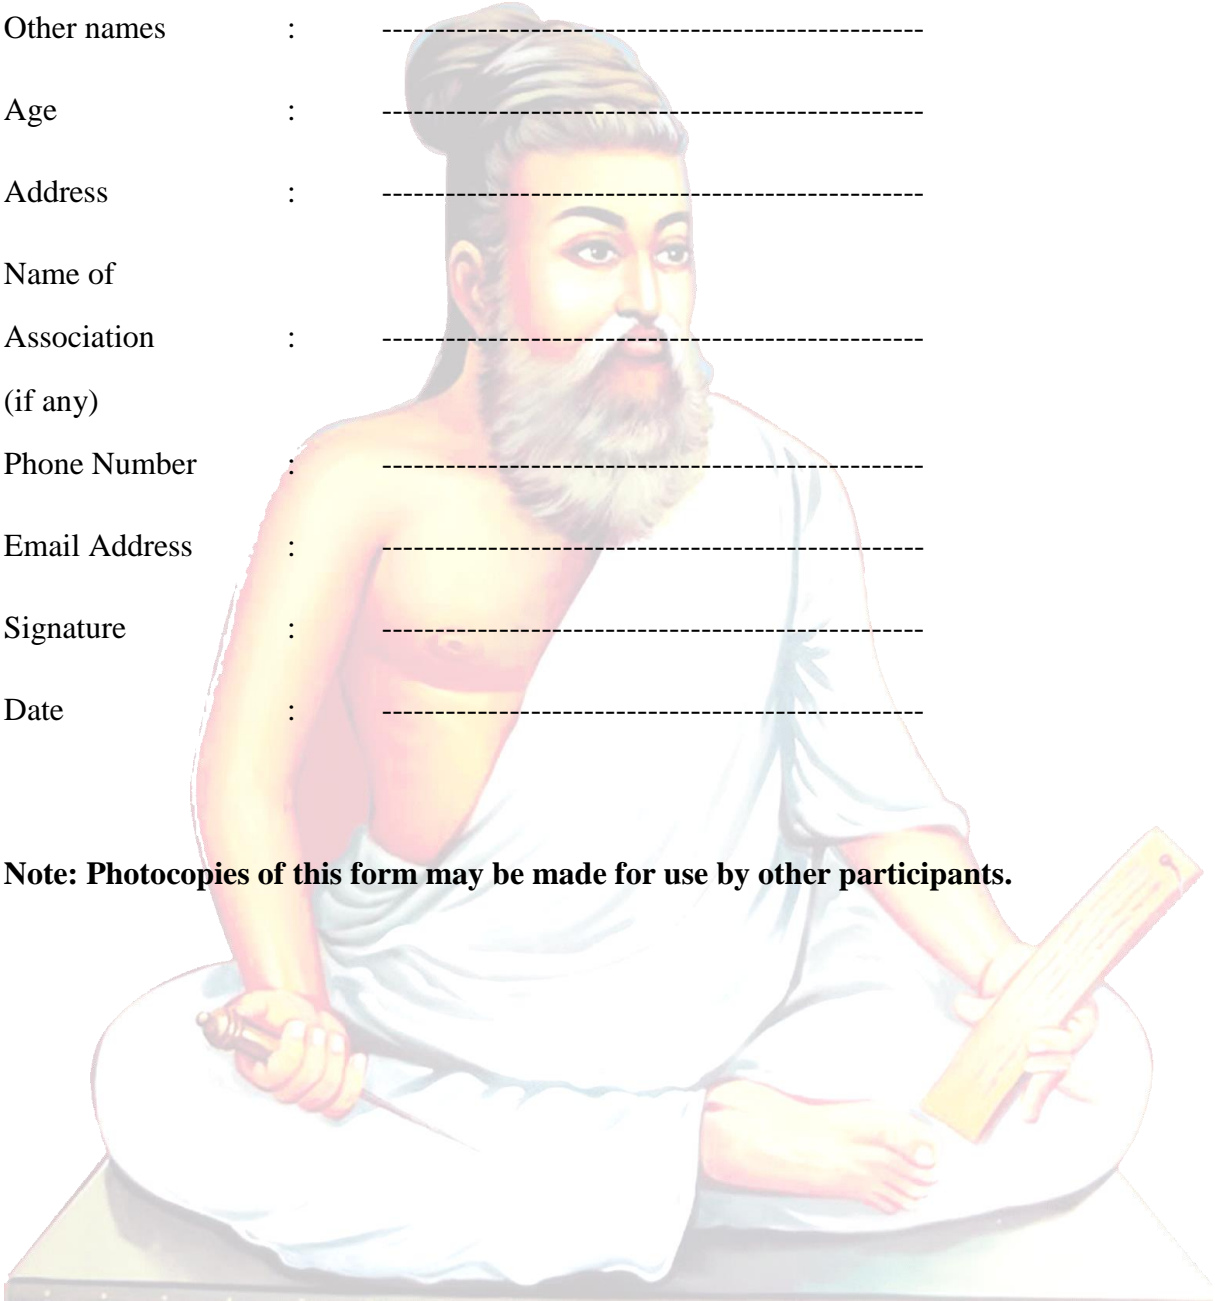 Other names : ----------------------------------------------------
Age : ----------------------------------------------------
Address : ----------------------------------------------------
Name of
Association : ----------------------------------------------------
(if any)
Phone Number : ----------------------------------------------------
Email Address : ----------------------------------------------------
Signature : ----------------------------------------------------
Date : ----------------------------------------------------
Note: Photocopies of this form may be made for use by other participants.